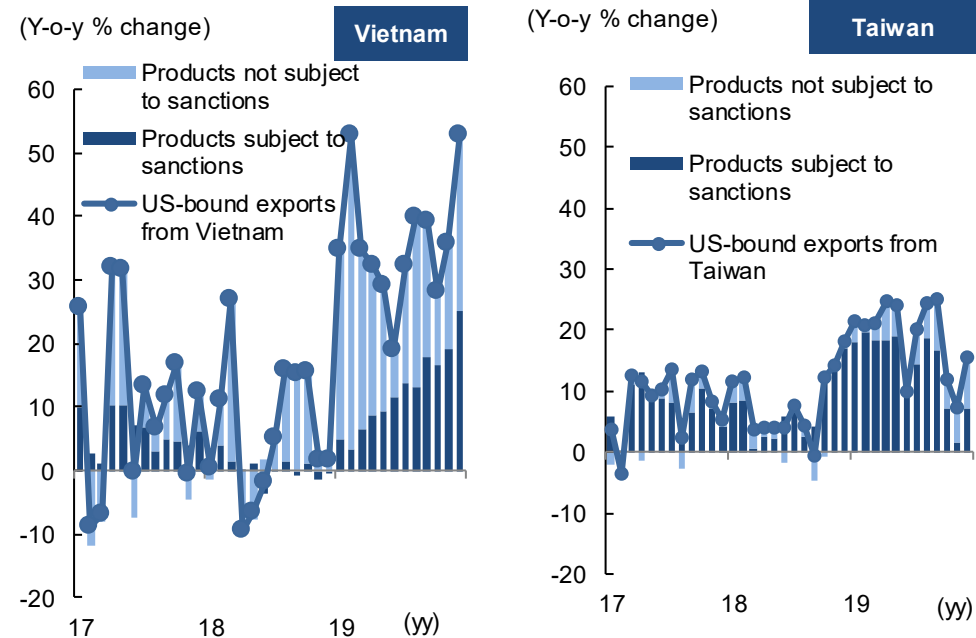 (Y-o-y % change)
Vietnam
Products not subject
to sanctions
Products subject to
sanctions
US-bound exports
from Vietnam
60
50
40
30
20
10
0
-10
-20
17
18
19
(yy)
(Y-o-y % change)
Taiwan
Products not subject to
sanctions
Products subject to
sanctions
US-bound exports from
Taiwan
60
50
40
30
20
10
0
-10
-20
17
18
19
(yy)